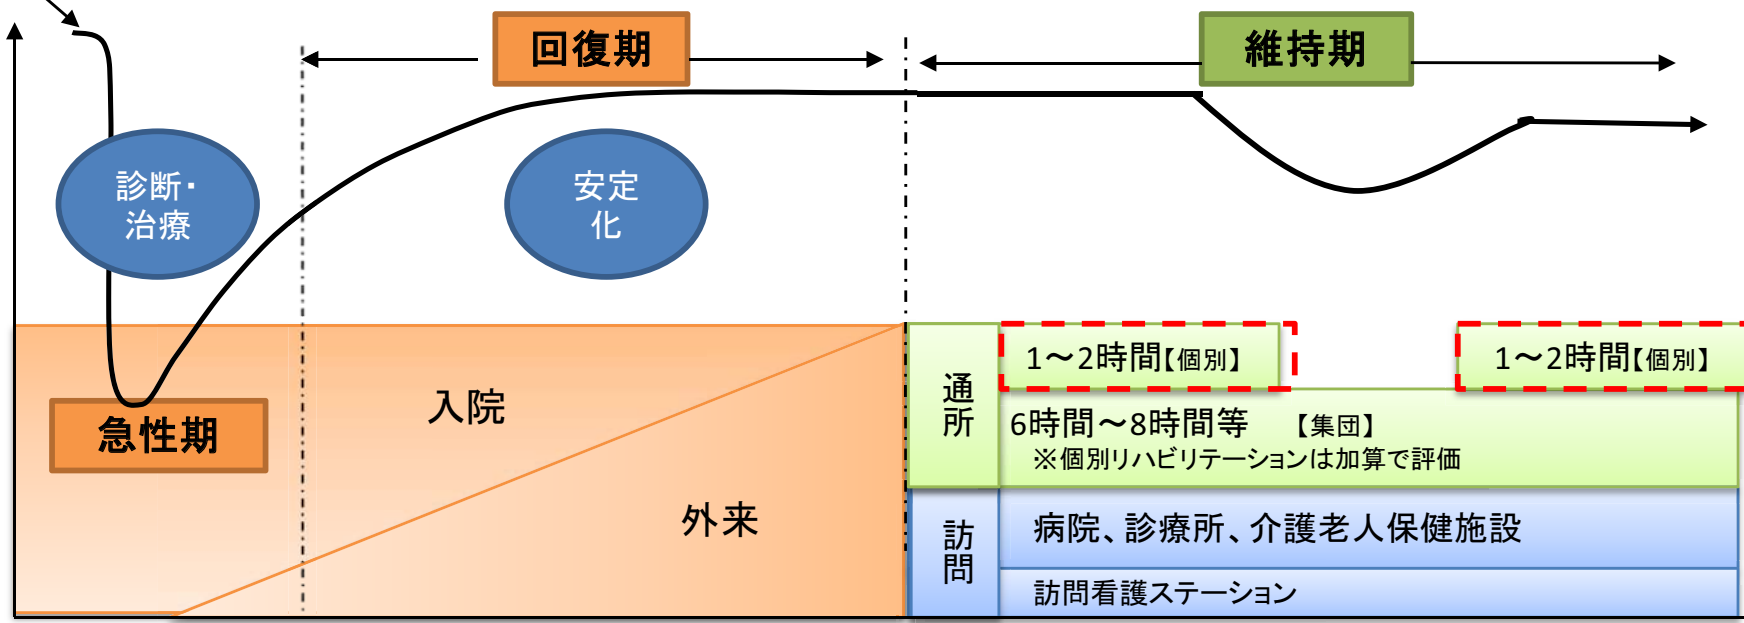 回復期
維持期
診断・
治療
安定
化
急性期
入院
外来
通所
1～2時間【個別】
1～2時間【個別】
6時間～8時間等 【集団】
※個別リハビリテーションは加算で評価
訪問
病院、診療所、介護老人保健施設
訪問看護ステーション